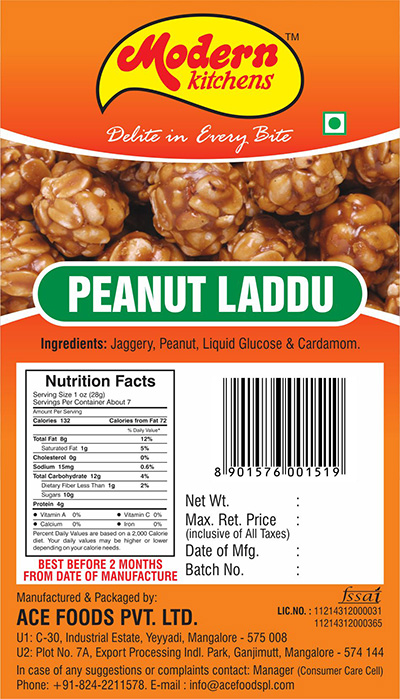 Modern™
kitchens
Delite in Every Bite
PEANUT LADDU
Ingredients: Jaggery, Peanut, Liquid Glucose & Cardamom.
Nutrition Facts
Serving Size 1 oz (28g)
Servings Per Container About 7
Amount Per Serving
Calories 132 Calories from Fat 72
% Daily Value*
Total Fat 8g 12%
Saturated Fat 1g 5%
Cholesterol 0g 0%
Sodium 15mg 0.6%
Total Carbohydrate 12g 4%
Dietary Fiber Less Than 1g 2%
Sugars 10g
Protein 4g
● Vitamin A 0% ● Vitamin C 0%
● Calcium 0% ● Iron 0%
Percent Daily Values are based on a 2,000 Calorie
diet. Your daily values may be higher or lower
depending on your calorie needs.
BEST BEFORE 2 MONTHS
FROM DATE OF MANUFACTURE
8 901576 001519
Net Wt. :
Max. Ret. Price :
(inclusive of All Taxes)
Date of Mfg. :
Batch No. :
Manufactured & Packaged by:
ACE FOODS PVT. LTD.
fssai
LIC.NO. : 11214312000031
11214312000365
U1: C-30, Industrial Estate, Yeyyadi, Mangalore - 575 008
U2: Plot No. 7A, Export Processing Indl. Park, Ganjimutt, Mangalore - 574 144
In case of any suggestions or complaints contact: Manager (Consumer Care Cell)
Phone: +91-824-2211578. E-mail : info@acefoodspl.com